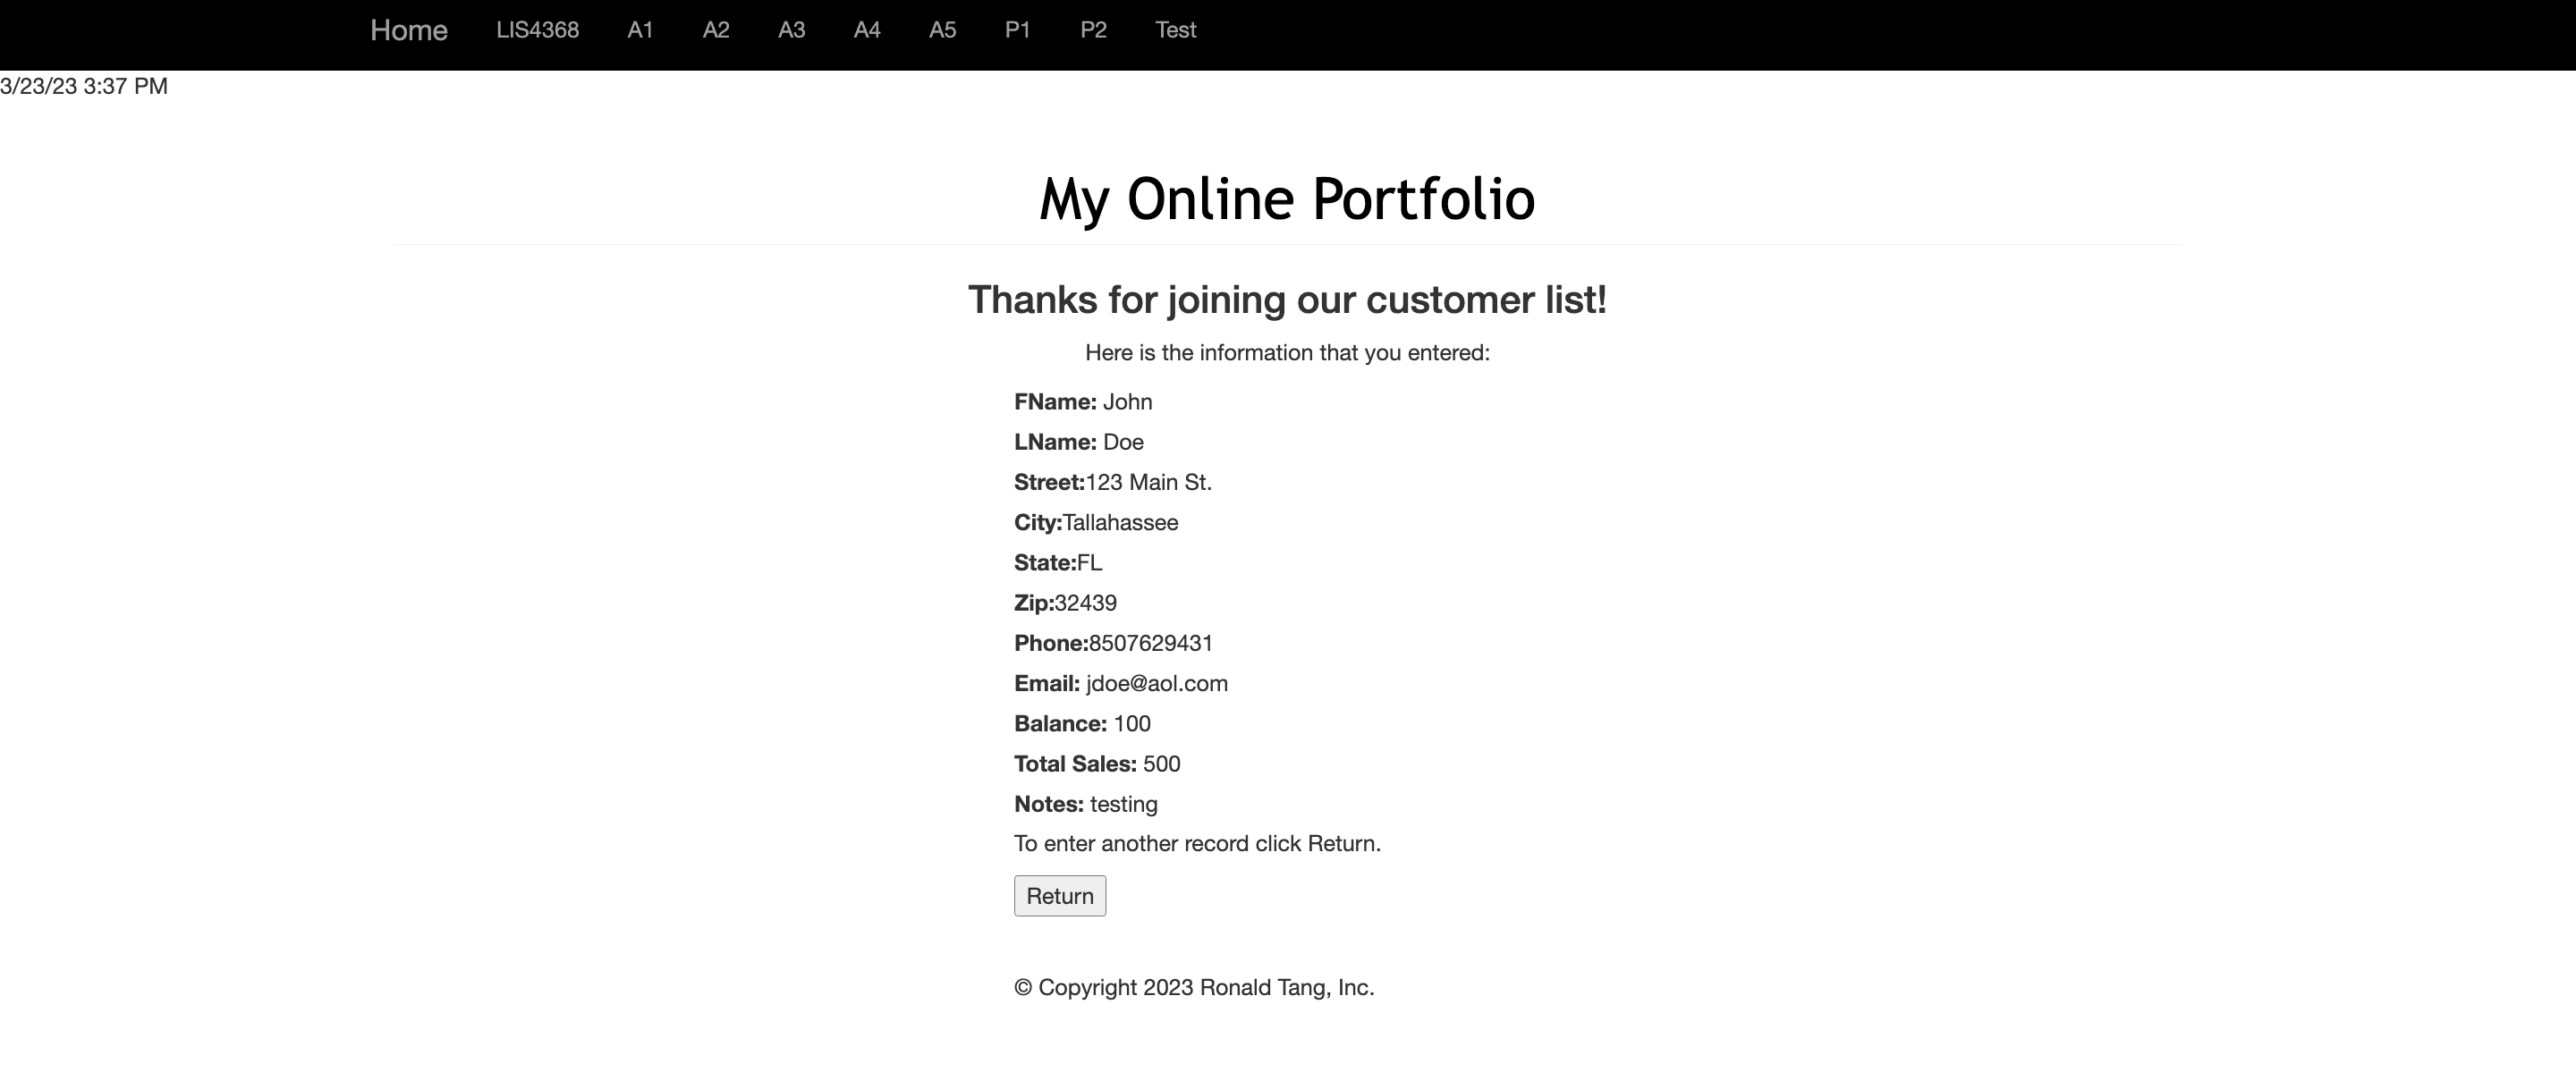 Home LIS4368 A1 A2 A3 A4 A5 P1 P2 Test
3/23/23 3:37 PM
My Online Portfolio
Thanks for joining our customer list!
Here is the information that you entered:
FName: John
LName: Doe
Street:123 Main St.
City:Tallahassee
State:FL
Zip:32439
Phone:8507629431
Email: jdoe@aol.com
Balance: 100
Total Sales: 500
Notes: testing
To enter another record click Return.
Return
© Copyright 2023 Ronald Tang, Inc.